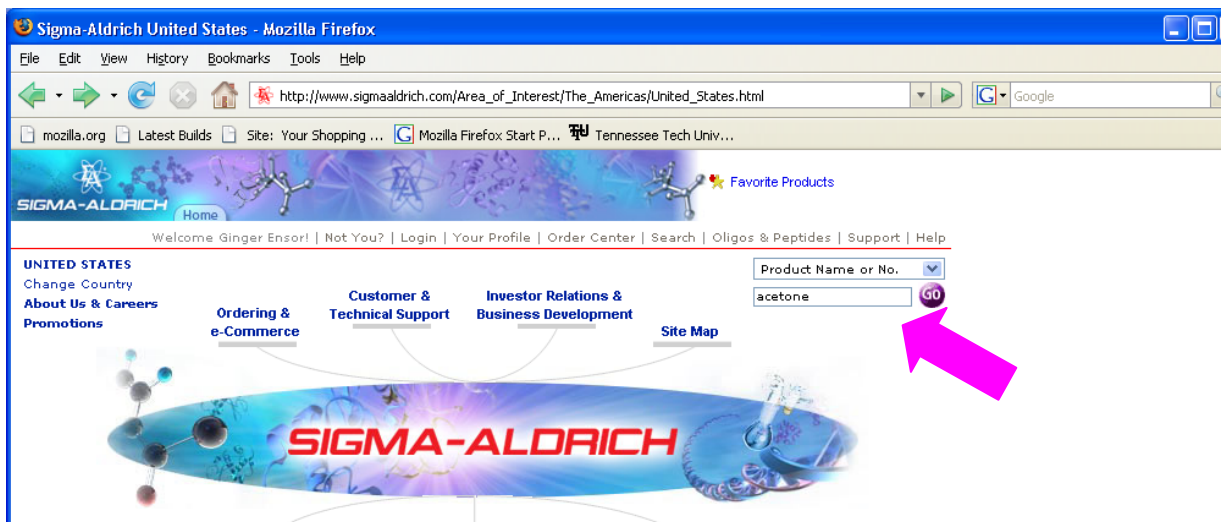 Sigma-Aldrich United States - Mozilla Firefox
File Edit View History Bookmarks Tools Help
http://www.sigmaaldrich.com/Area_of_Interest/The_Americas/United_States.html
G Google
mozilla.org Latest Builds Site: Your Shopping ... G Mozilla Firefox Start P... TTU Tennessee Tech Univ...
SIGMA-ALDRICH
Home
Favorite Products
Welcome Ginger Ensor! | Not You? | Login | Your Profile | Order Center | Search | Oligos & Peptides | Support | Help
UNITED STATES
Change Country
About Us & Careers
Promotions
Ordering &
e-Commerce
Customer &
Technical Support
Investor Relations &
Business Development
Site Map
Product Name or No.
acetone
GO
SIGMA-ALDRICH